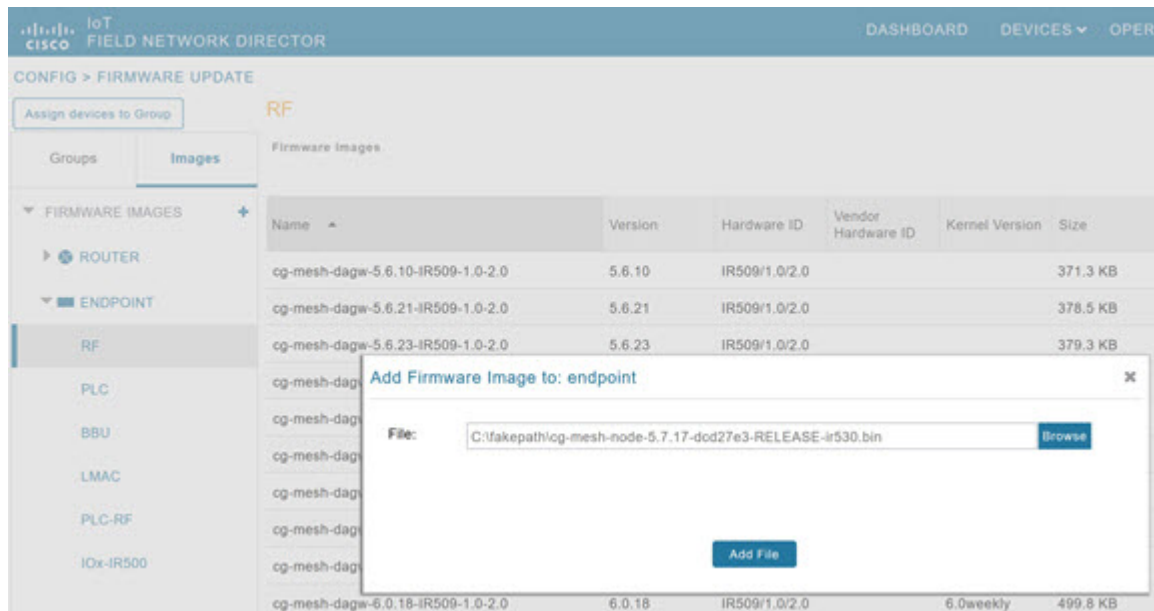 IoT
cisco FIELD NETWORK DIRECTOR
DASHBOARD DEVICES OPER
CONFIG > FIRMWARE UPDATE
Assign devices to Group
RF
Groups Images
Firmware Images
FIRMWARE IMAGES +
Name Version Hardware ID Vendor Hardware ID Kernel Version Size
ROUTER
cg-mesh-dagw-5.6.10-IR509-1.0-2.0 5.6.10 IR509/1.0/2.0 371.3 KB
ENDPOINT
cg-mesh-dagw-5.6.21-IR509-1.0-2.0 5.6.21 IR509/1.0/2.0 378.5 KB
RF
cg-mesh-dagw-5.6.23-IR509-1.0-2.0 5.6.23 IR509/1.0/2.0 379.3 KB
PLC
cg-mesh-dagw
Add Firmware Image to: endpoint
BBU
cg-mesh-dagw
File: C:\fakepath\cg-mesh-node-5.7.17-dcd27e3-RELEASE-ir530.bin Browse
cg-mesh-dagw
LMAC
cg-mesh-dagw
PLC-RF
cg-mesh-dagw
Add File
IOx-IR500
cg-mesh-dagw
cg-mesh-dagw-6.0.18-IR509-1.0-2.0 6.0.18 IR509/1.0/2.0 6.0weekly 499.8 KB